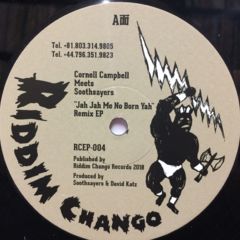 A
Tel. +81.803.314.9805
Tel. +44.796.351.9823
Cornell Campbell
Meets
Soothsayers
"Jah Jah Me No Born Yah"
Remix EP
RCEP-004
Published by
Riddim Chango Records 2018
Produced by
Soothsayers & David Katz
RIDDIM CHANGO